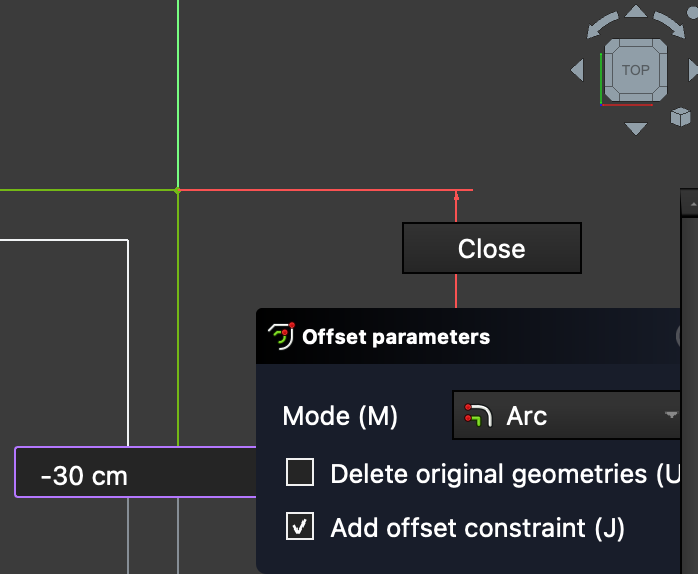 TOP
Close
Offset parameters
Mode (M)
Arc
-30 cm
Delete original geometries (U
Add offset constraint (J)